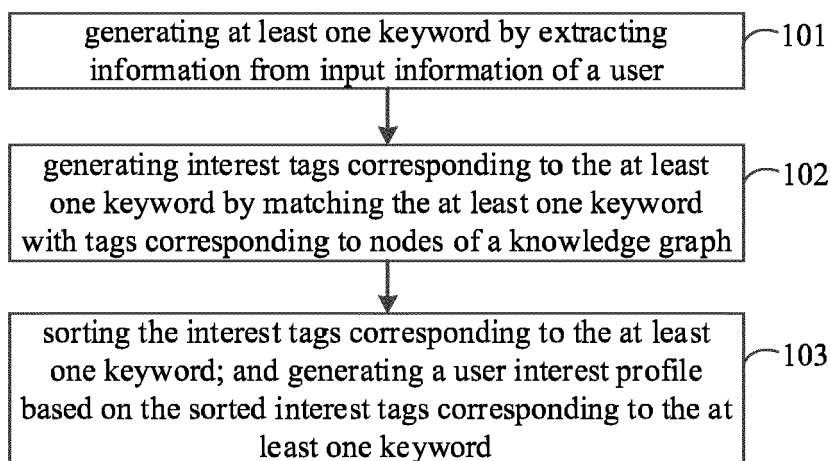 generating at least one keyword by extracting
information from input information of a user
101
generating interest tags corresponding to the at least
one keyword by matching the at least one keyword
with tags corresponding to nodes of a knowledge graph
102
sorting the interest tags corresponding to the at least
one keyword; and generating a user interest profile
based on the sorted interest tags corresponding to the at
least one keyword
103